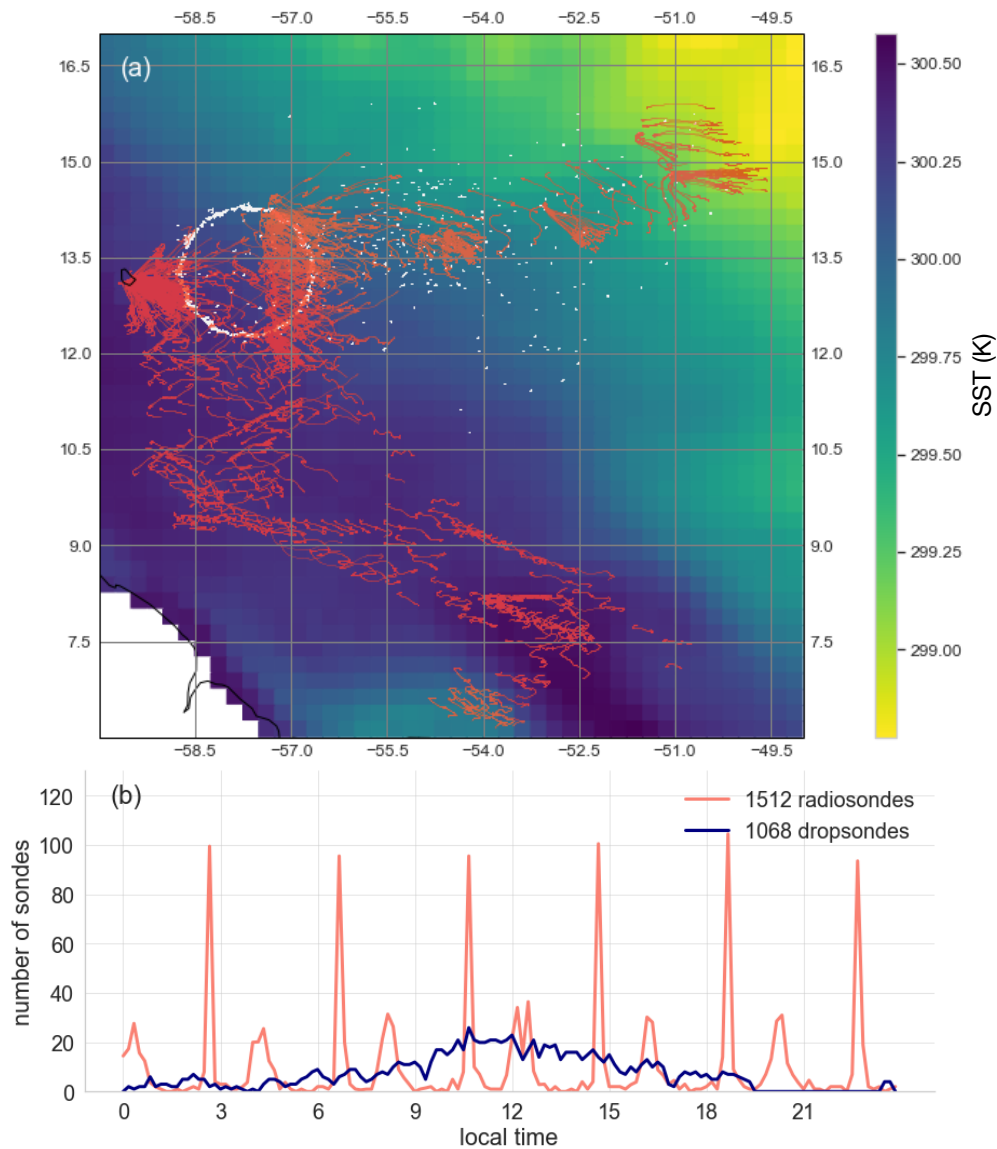 −58.5 −57.0 −55.5 −54.0 −52.5 −51.0 −49.5
(a)
16.5 16.5 300.50
15.0 15.0 300.25
13.5 13.5 300.00
12.0 12.0 299.75
SST (K)
10.5 10.5 299.50
9.0 9.0 299.25
7.5 7.5 299.00
−58.5 −57.0 −55.5 −54.0 −52.5 −51.0 −49.5
(b)
1512 radiosondes
1068 dropsondes
number of sondes
120
100
80
60
40
20
0
0 3 6 9 12 15 18 21
local time